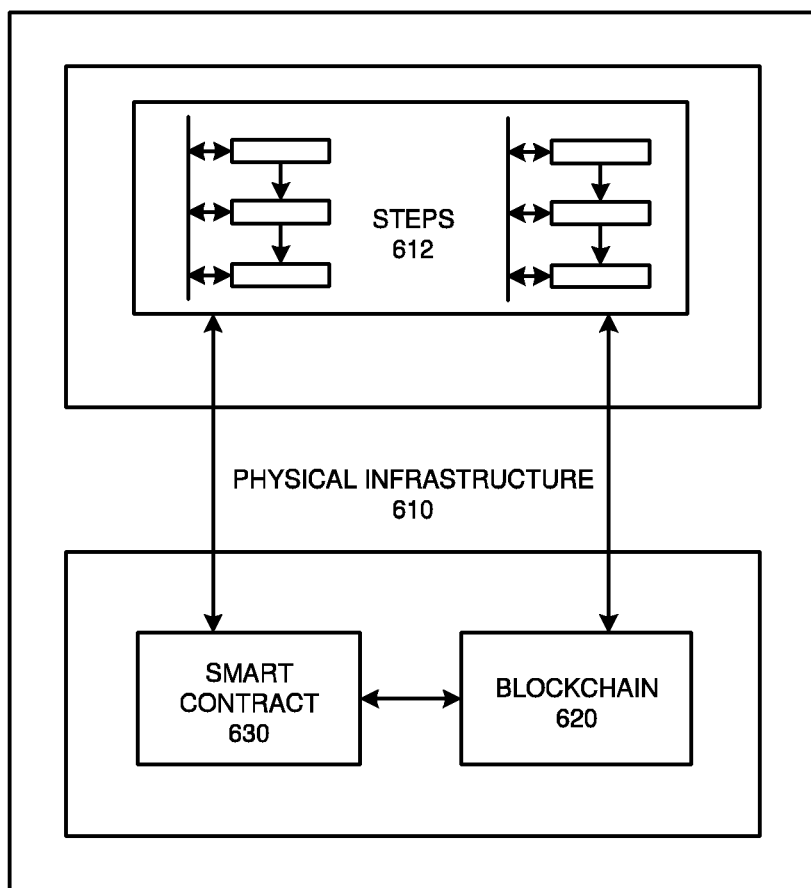 STEPS
612
PHYSICAL INFRASTRUCTURE
610
SMART
CONTRACT
630
BLOCKCHAIN
620